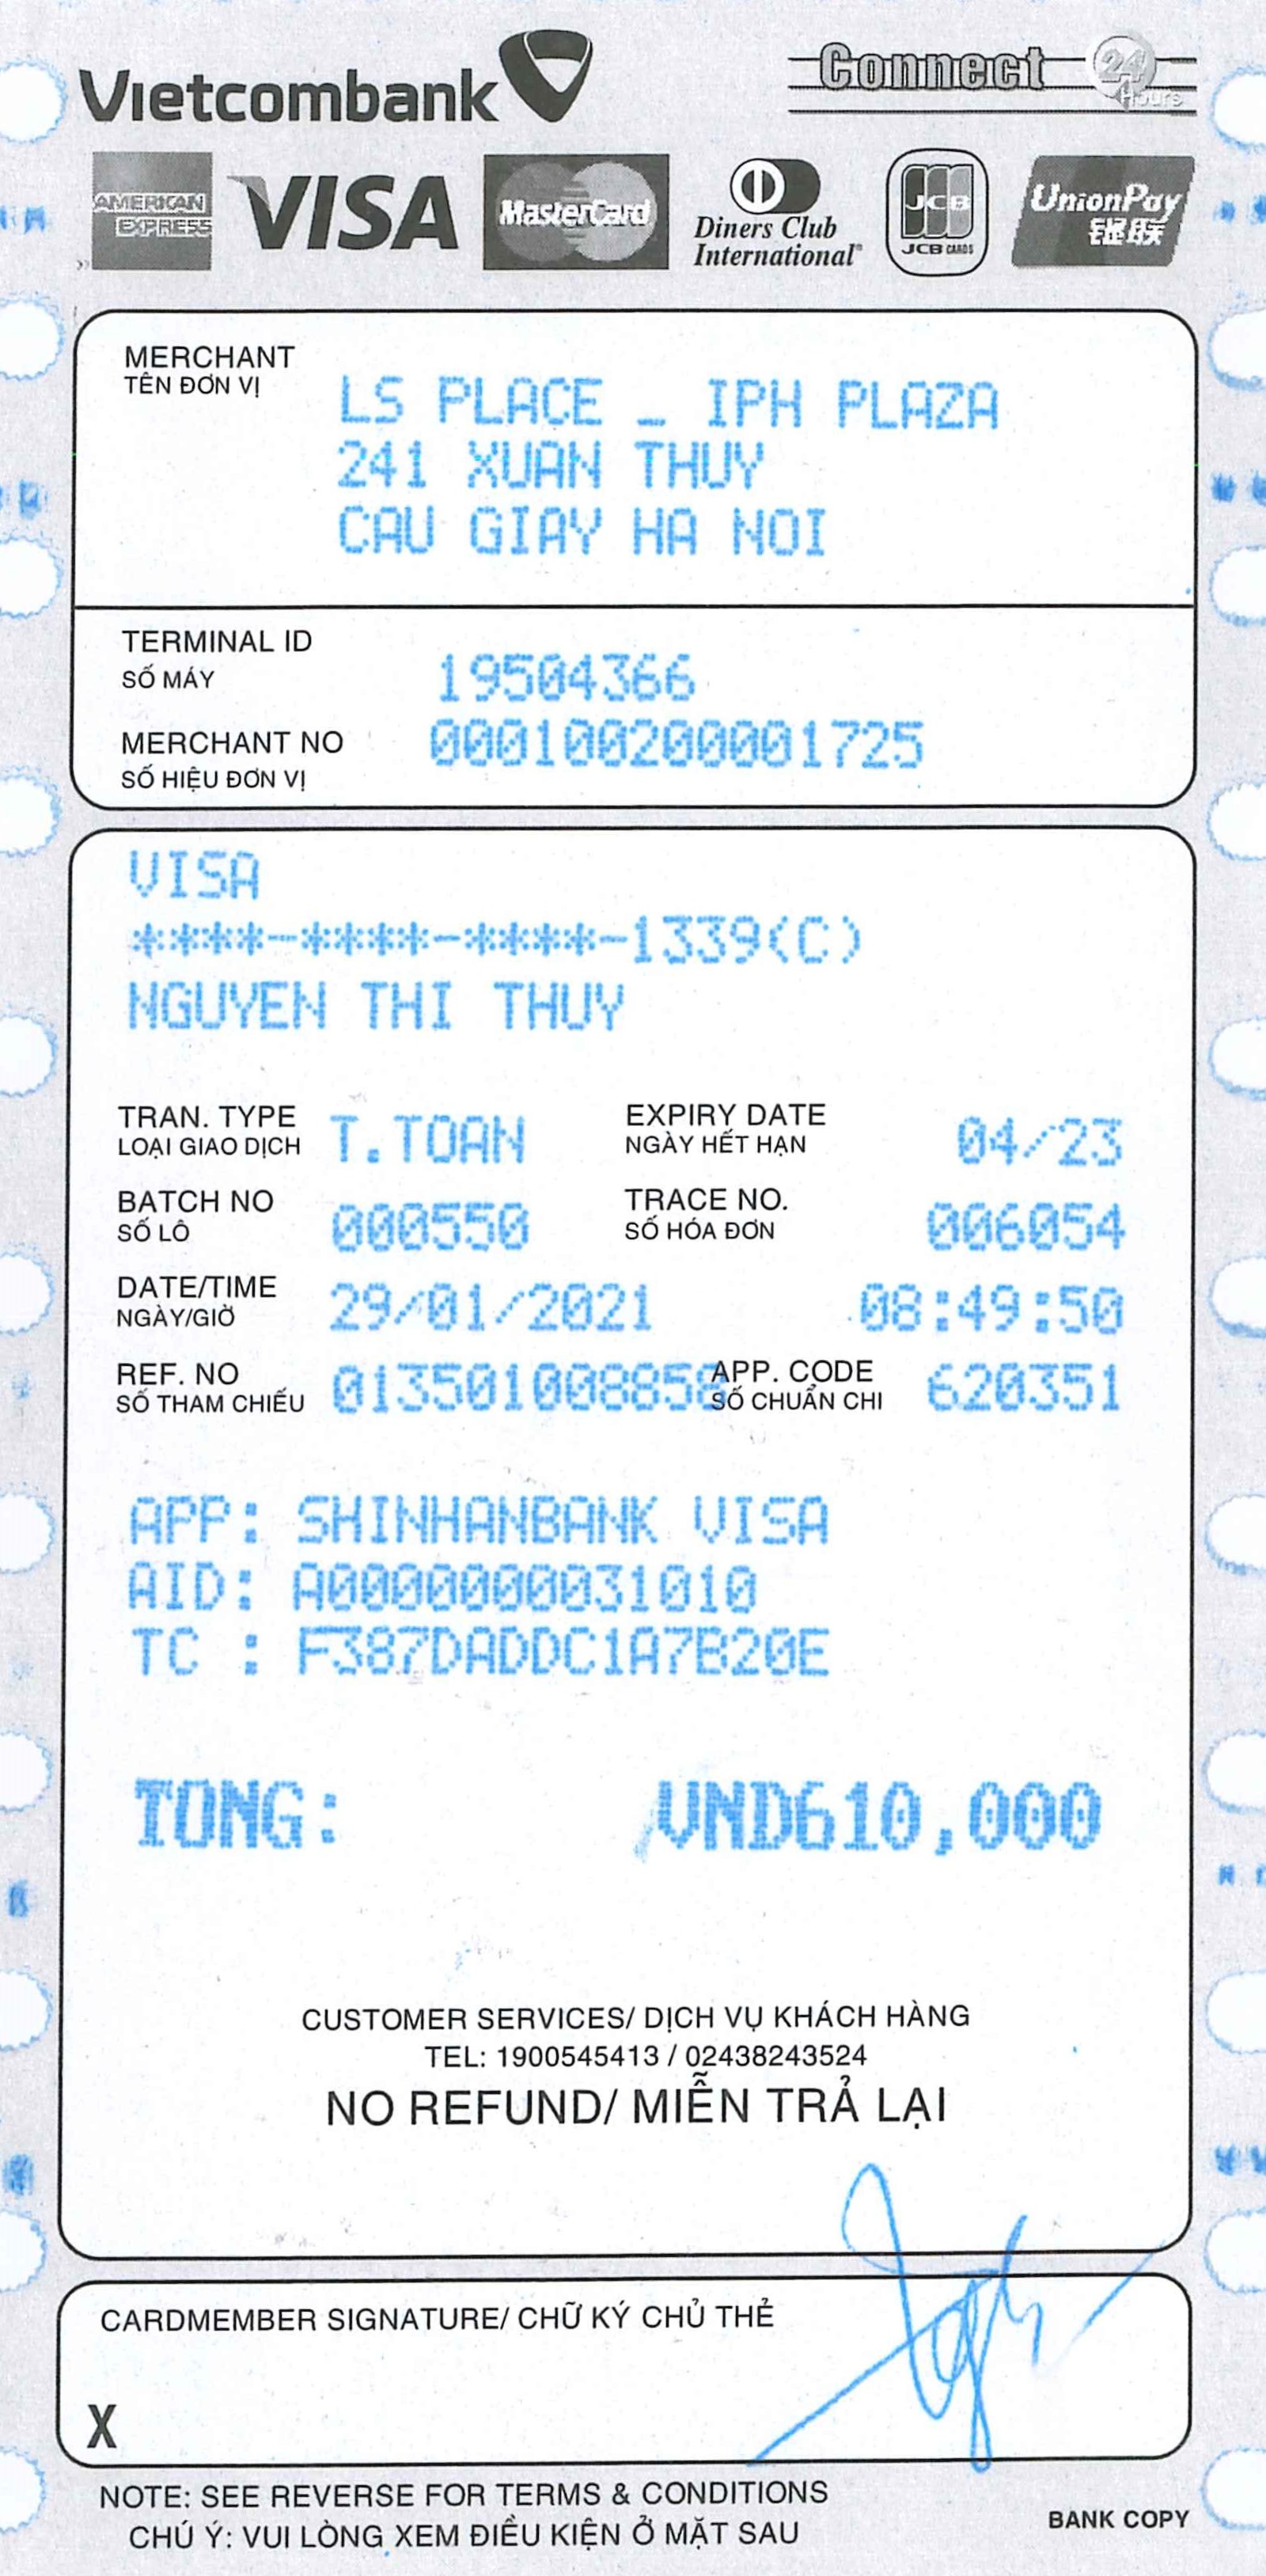 Vietcombank Connect 24 Hours
AMERICAN EXPRESS VISA MasterCard Diners Club International JCB JCB CARDS UnionPay 银联
MERCHANT
TÊN ĐƠN VỊ
LS PLACE _ IPH PLAZA
241 XUAN THUY
CAU GIAY HA NOI
TERMINAL ID
SỐ MÁY
19504366
MERCHANT NO
SỐ HIỆU ĐƠN VỊ
000100200001725
VISA
****-****-****-1339(C)
NGUYEN THI THUY
TRAN. TYPE
LOẠI GIAO DỊCH
T.TOAN
EXPIRY DATE
NGÀY HẾT HẠN
04/23
BATCH NO
SỐ LÔ
000550
TRACE NO.
SỐ HÓA ĐƠN
006054
DATE/TIME
NGÀY/GIỜ
29/01/2021 08:49:50
REF. NO
SỐ THAM CHIẾU
APP. CODE
SỐ CHUẨN CHI
620351
APP: SHINHANBANK VISA
AID: A0000000031010
TC : F387DADDC1A7B20E
TONG: VND610,000
CUSTOMER SERVICES/ DỊCH VỤ KHÁCH HÀNG
TEL: 1900545413 / 02438243524
NO REFUND/ MIỄN TRẢ LẠI
CARDMEMBER SIGNATURE/ CHỮ KÝ CHỦ THẺ
X
NOTE: SEE REVERSE FOR TERMS & CONDITIONS
CHÚ Ý: VUI LÒNG XEM ĐIỀU KIỆN Ở MẶT SAU
BANK COPY